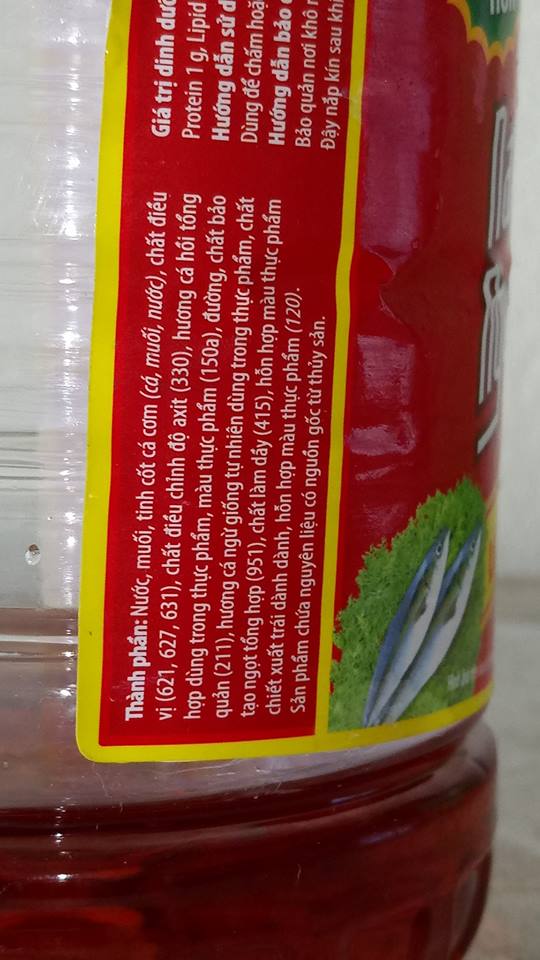 Thành phần: Nước, muối, tinh cốt cá cơm (cá, muối, nước), chất điều
vị (621, 627, 631), chất điều chỉnh độ axit (330), hương cá hồi tổng
hợp dùng trong thực phẩm, màu thực phẩm (150a), đường, chất bảo
quản (211), hương cá ngừ giống tự nhiên dùng trong thực phẩm, chất
tạo ngọt tổng hợp (951), chất làm dầy (415), hỗn hợp màu thực phẩm
chiết xuất trái dành dành, hỗn hợp màu thực phẩm (120).
Sản phẩm chứa nguyên liệu có nguồn gốc từ thủy sản.
Giá trị dinh
Protein 1 g, Lipid
Hướng dẫn sử
Dùng để chấm
Hướng dẫn bảo
Bảo quản nơi khô
Đậy nắp kín sau khi